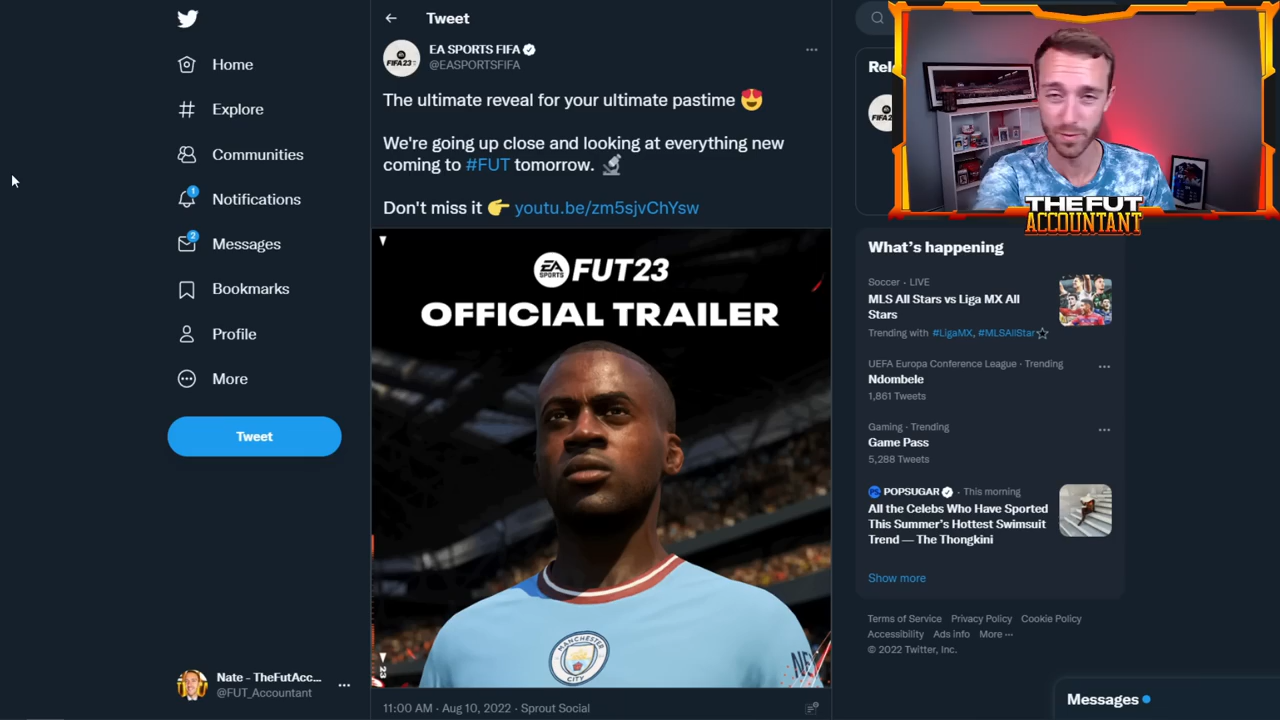 Home
Explore
Communities
1
Notifications
2
Messages
Bookmarks
Profile
More
Tweet
Nate - TheFutAcc...
@FUT_Accountant
Tweet
EA SPORTS FIFA
@EASPORTSFIFA
The ultimate reveal for your ultimate pastime
We're going up close and looking at everything new
coming to #FUT tomorrow.
Don't miss it 👉 youtu.be/zm5sjvChYsw
EA SPORTS FUT23
OFFICIAL TRAILER
MANCHESTER
CITY
23
11:00 AM · Aug 10, 2022 · Sprout Social
Rel
THE FUT
ACCOUNTANT
What's happening
Soccer · LIVE
MLS All Stars vs Liga MX All
Stars
Trending with #LigaMX, #MLSAllStar
UEFA Europa Conference League · Trending
Ndombele
1,861 Tweets
Gaming · Trending
Game Pass
5,288 Tweets
POPSUGAR · This morning
All the Celebs Who Have Sported
This Summer's Hottest Swimsuit
Trend — The Thongkini
Show more
Terms of Service Privacy Policy Cookie Policy
Accessibility Ads info More ···
© 2022 Twitter, Inc.
Messages